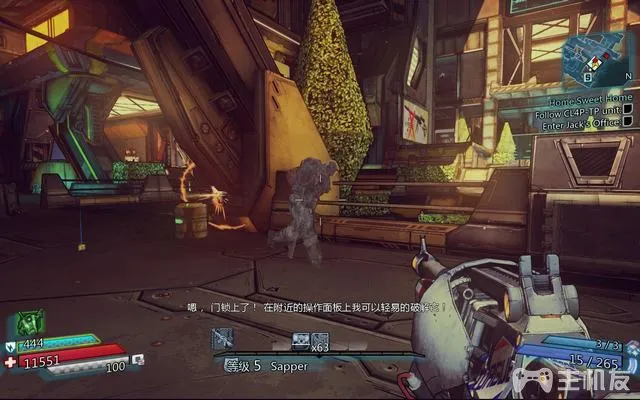 S
N
Home Sweet Home
Follow CL4P-TP unit:
Enter Jack's Office:
嗯， 门锁上了！ 在附近的操作面板上我可以轻易的破解它！
444
11551
100
x63
等级 5 Sapper
3/3
15/265
主机友